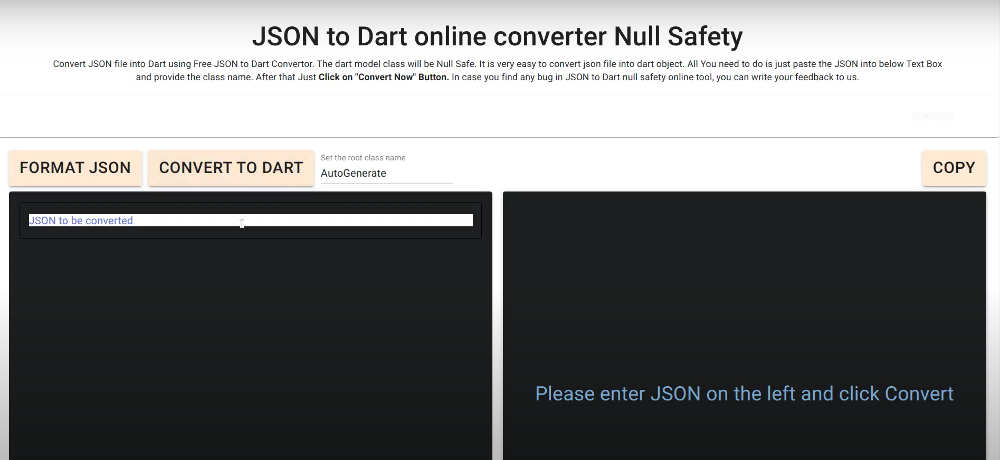 JSON to Dart online converter Null Safety
Convert JSON file into Dart using Free JSON to Dart Convertor. The dart model class will be Null Safe. It is very easy to convert json file into dart object. All You need to do is just paste the JSON into below Text Box
and provide the class name. After that Just Click on "Convert Now" Button. In case you find any bug in JSON to Dart null safety online tool, you can write your feedback to us.
FORMAT JSON
CONVERT TO DART
Set the root class name
AutoGenerate
COPY
JSON to be converted
Please enter JSON on the left and click Convert